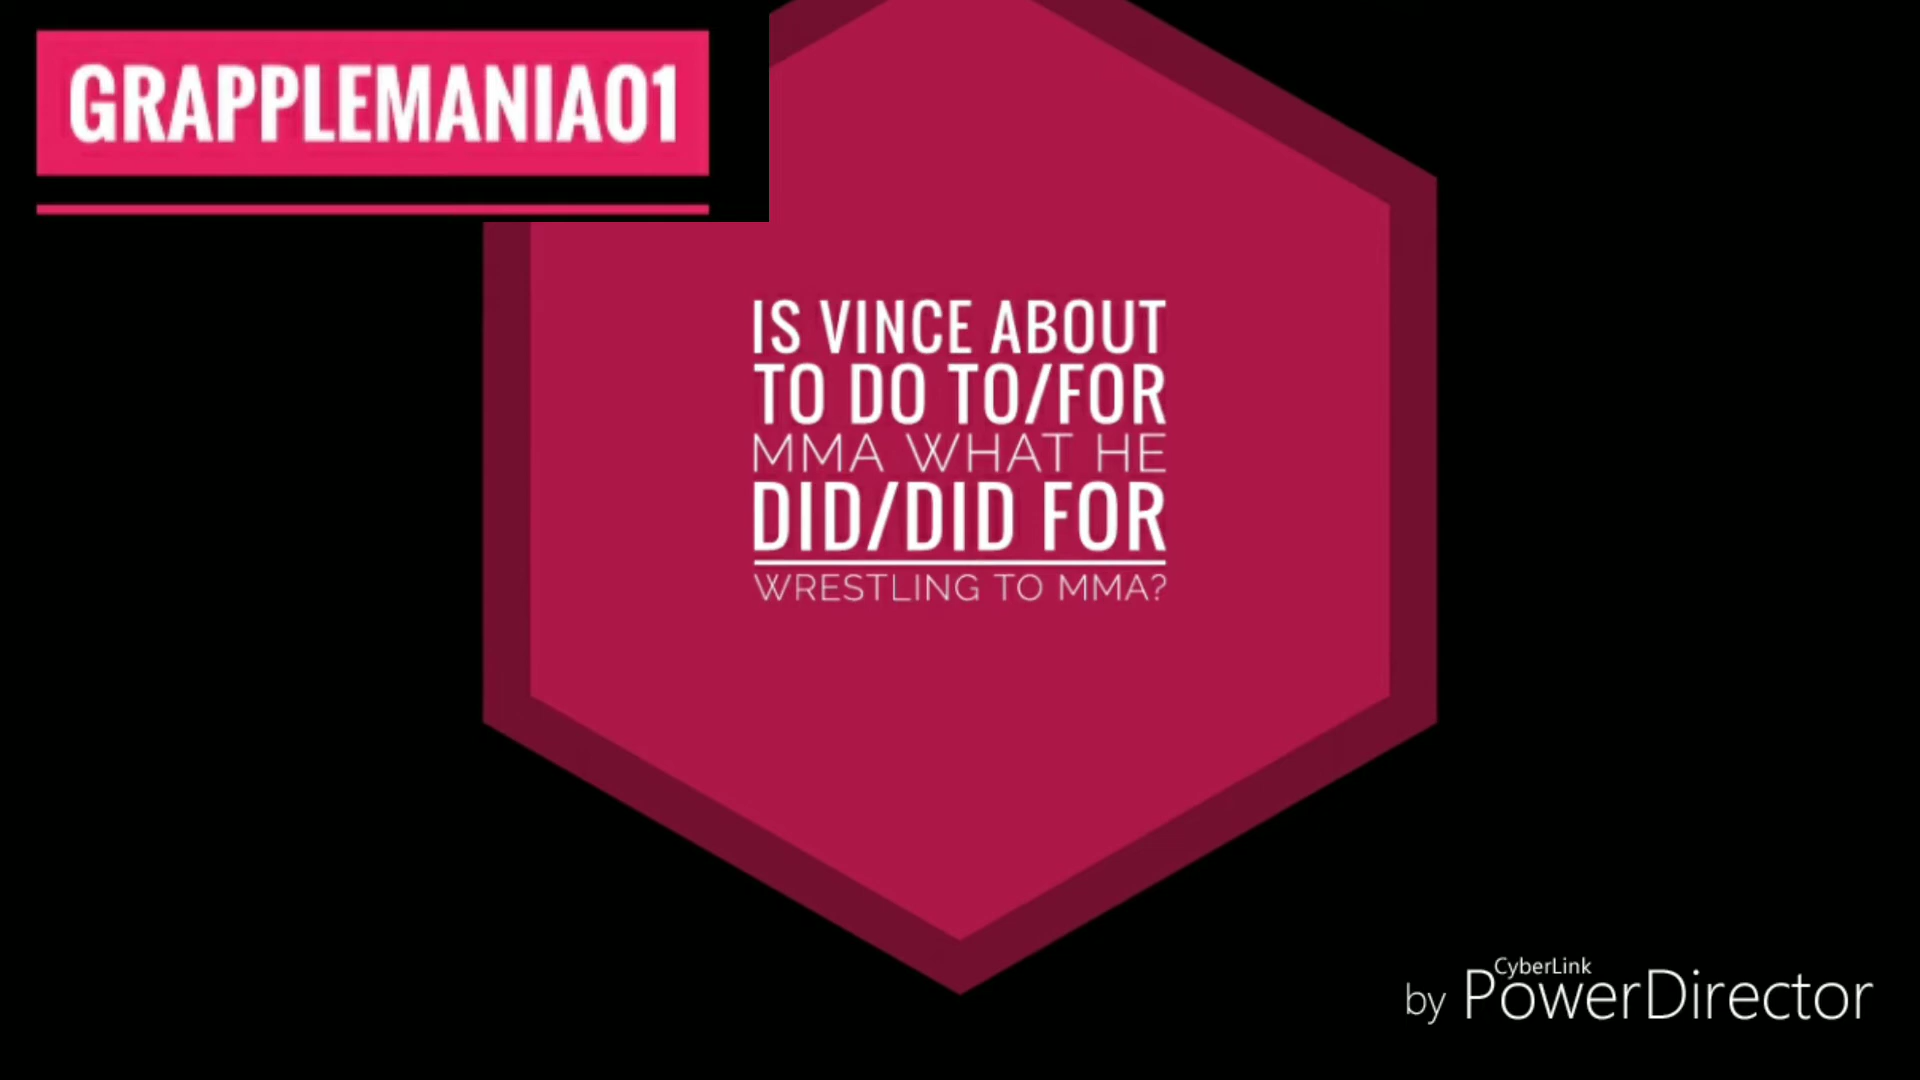 GRAPPLEMANIA01
IS VINCE ABOUT
TO DO TO/FOR
MMA WHAT HE
DID/DID FOR
WRESTLING TO MMA?
CyberLink
by PowerDirector